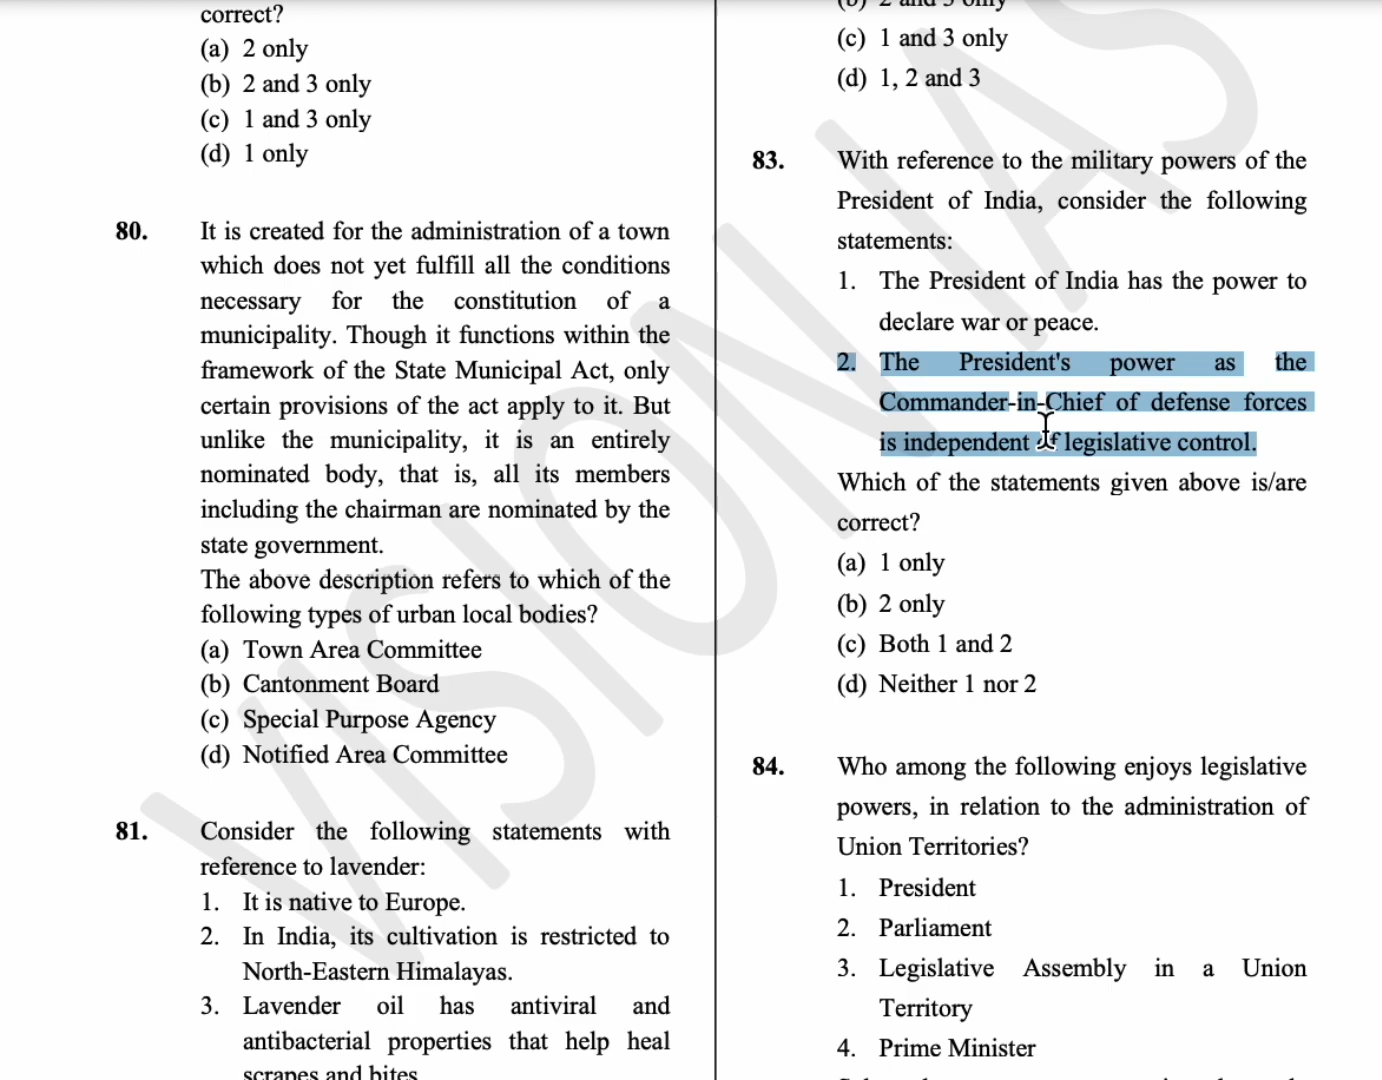 correct?
(a) 2 only
(b) 2 and 3 only
(c) 1 and 3 only
(d) 1 only
80. It is created for the administration of a town
which does not yet fulfill all the conditions
necessary for the constitution of a
municipality. Though it functions within the
framework of the State Municipal Act, only
certain provisions of the act apply to it. But
unlike the municipality, it is an entirely
nominated body, that is, all its members
including the chairman are nominated by the
state government.
The above description refers to which of the
following types of urban local bodies?
(a) Town Area Committee
(b) Cantonment Board
(c) Special Purpose Agency
(d) Notified Area Committee
81. Consider the following statements with
reference to lavender:
1. It is native to Europe.
2. In India, its cultivation is restricted to
North-Eastern Himalayas.
3. Lavender oil has antiviral and
antibacterial properties that help heal
scrapes and bites
(b) 2 and 3 only
(c) 1 and 3 only
(d) 1, 2 and 3
83. With reference to the military powers of the
President of India, consider the following
statements:
1. The President of India has the power to
declare war or peace.
2. The President's power as the
Commander-in-Chief of defense forces
is independent of legislative control.
Which of the statements given above is/are
correct?
(a) 1 only
(b) 2 only
(c) Both 1 and 2
(d) Neither 1 nor 2
84. Who among the following enjoys legislative
powers, in relation to the administration of
Union Territories?
1. President
2. Parliament
3. Legislative Assembly in a Union
Territory
4. Prime Minister
VISION IAS